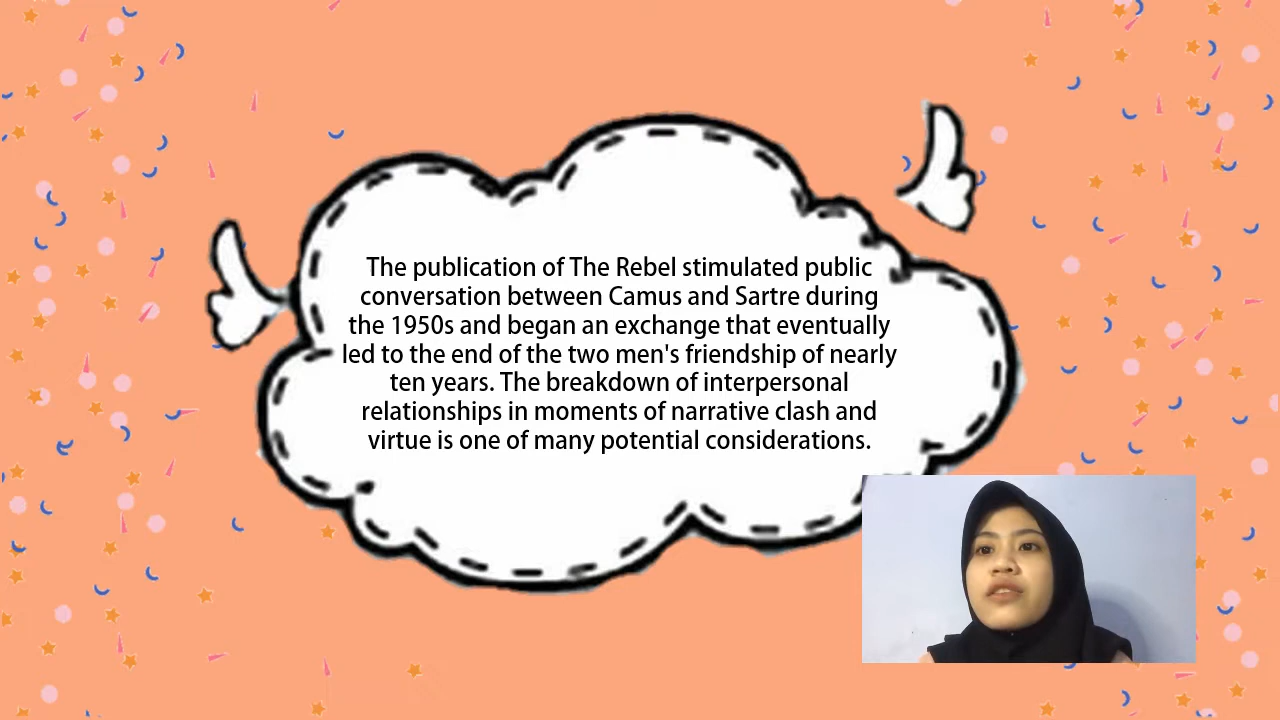 The publication of The Rebel stimulated public
conversation between Camus and Sartre during
the 1950s and began an exchange that eventually
led to the end of the two men's friendship of nearly
ten years. The breakdown of interpersonal
relationships in moments of narrative clash and
virtue is one of many potential considerations.